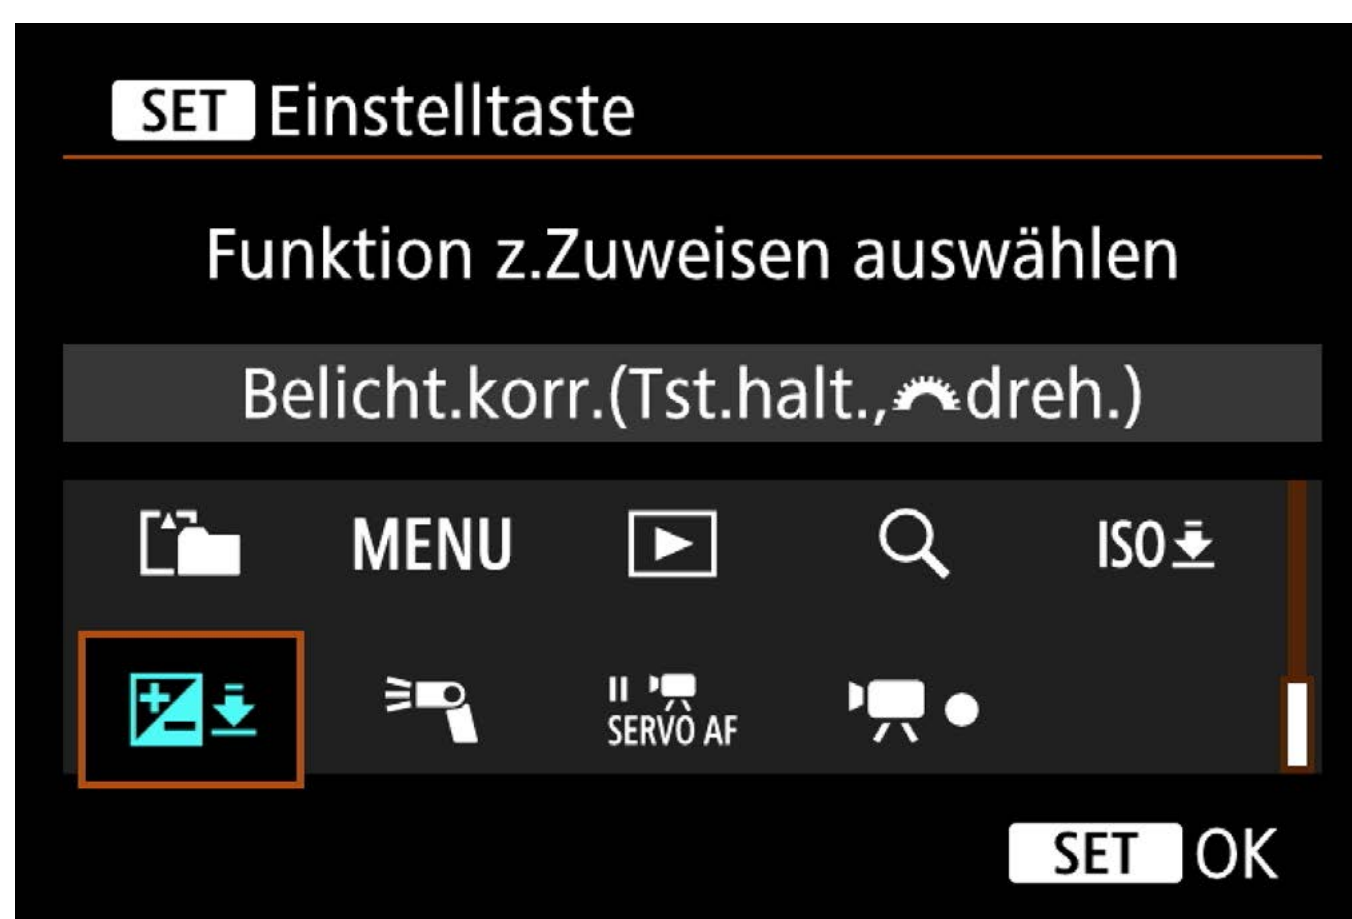 SET Einstelltaste
Funktion z.Zuweisen auswählen
Belicht.korr.(Tst.halt., dreh.)
MENU
ISO
SERVO AF
SET OK